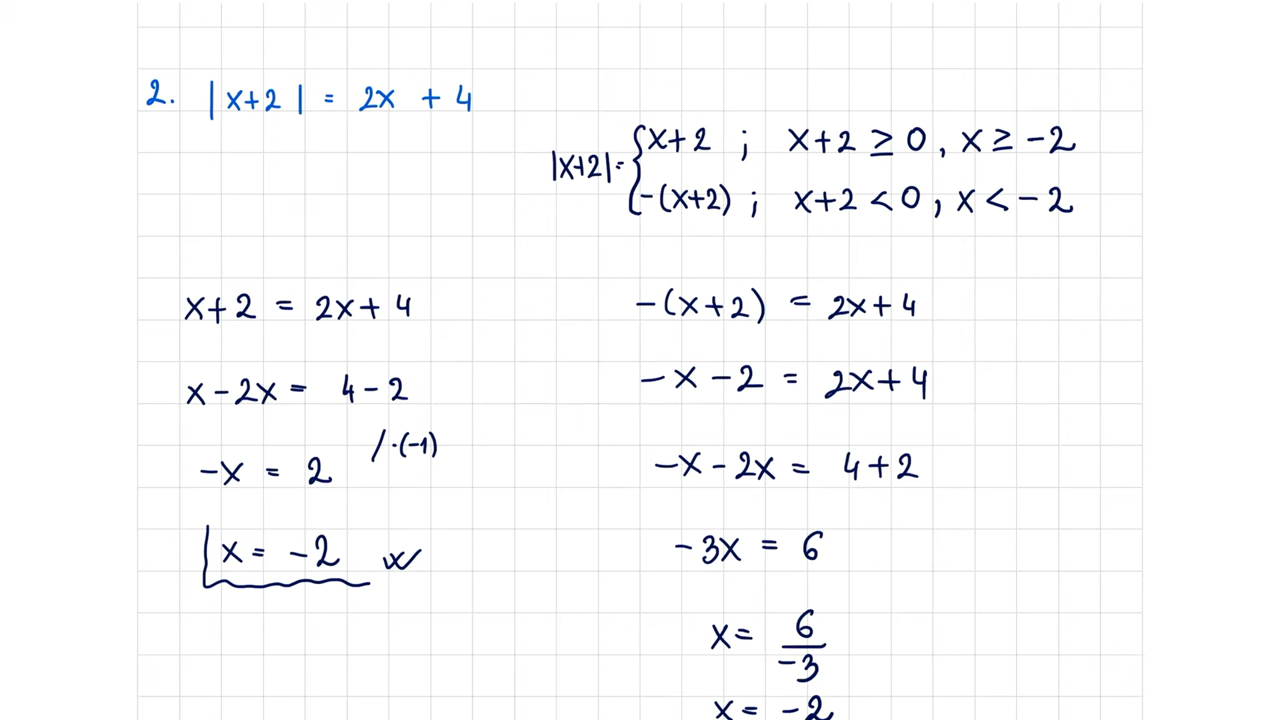 2. |x+2| = 2x + 4
|x+2| = { x+2 ; x+2 ≥ 0, x ≥ -2
-(x+2) ; x+2 < 0, x < -2
x+2 = 2x+4
x-2x = 4-2
-x = 2 /·(-1)
x = -2
-(x+2) = 2x+4
-x-2 = 2x+4
-x-2x = 4+2
-3x = 6
x = 6/-3
x = -2